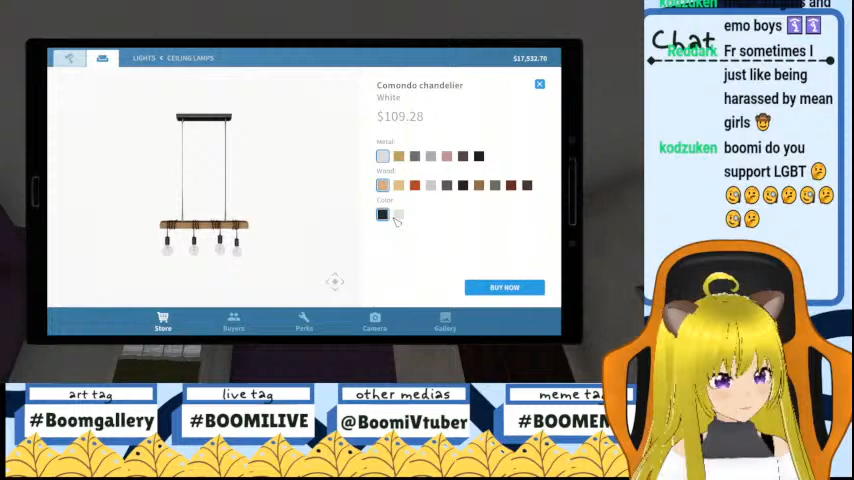 LIGHTS < CEILING LAMPS
$17,532.70
Comondo chandelier
White
$109.28
Metal:
Wood:
Color
BUY NOW
Store
Buyers
Perks
Camera
Gallery
Chat
kodzuken
emo boys
Reddark Fr sometimes I
just like being
harassed by mean
girls 🤠
kodzuken boomi do you
support LGBT 🤔
🧐🤔🧐🤔🧐🤔
🧐🤔
art tag
#Boomgallery
live tag
#BOOMILIVE
other medias
@BoomiVtuber
meme ta
#BOOMEM